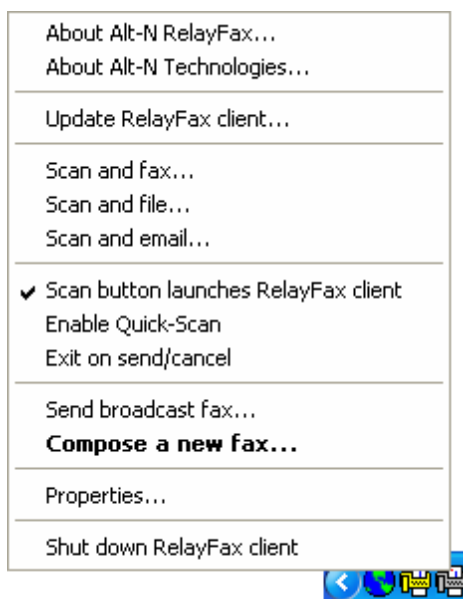 About Alt-N RelayFax...
About Alt-N Technologies...
Update RelayFax client...
Scan and fax...
Scan and file...
Scan and email...
Scan button launches RelayFax client
Enable Quick-Scan
Exit on send/cancel
Send broadcast fax...
Compose a new fax...
Properties...
Shut down RelayFax client